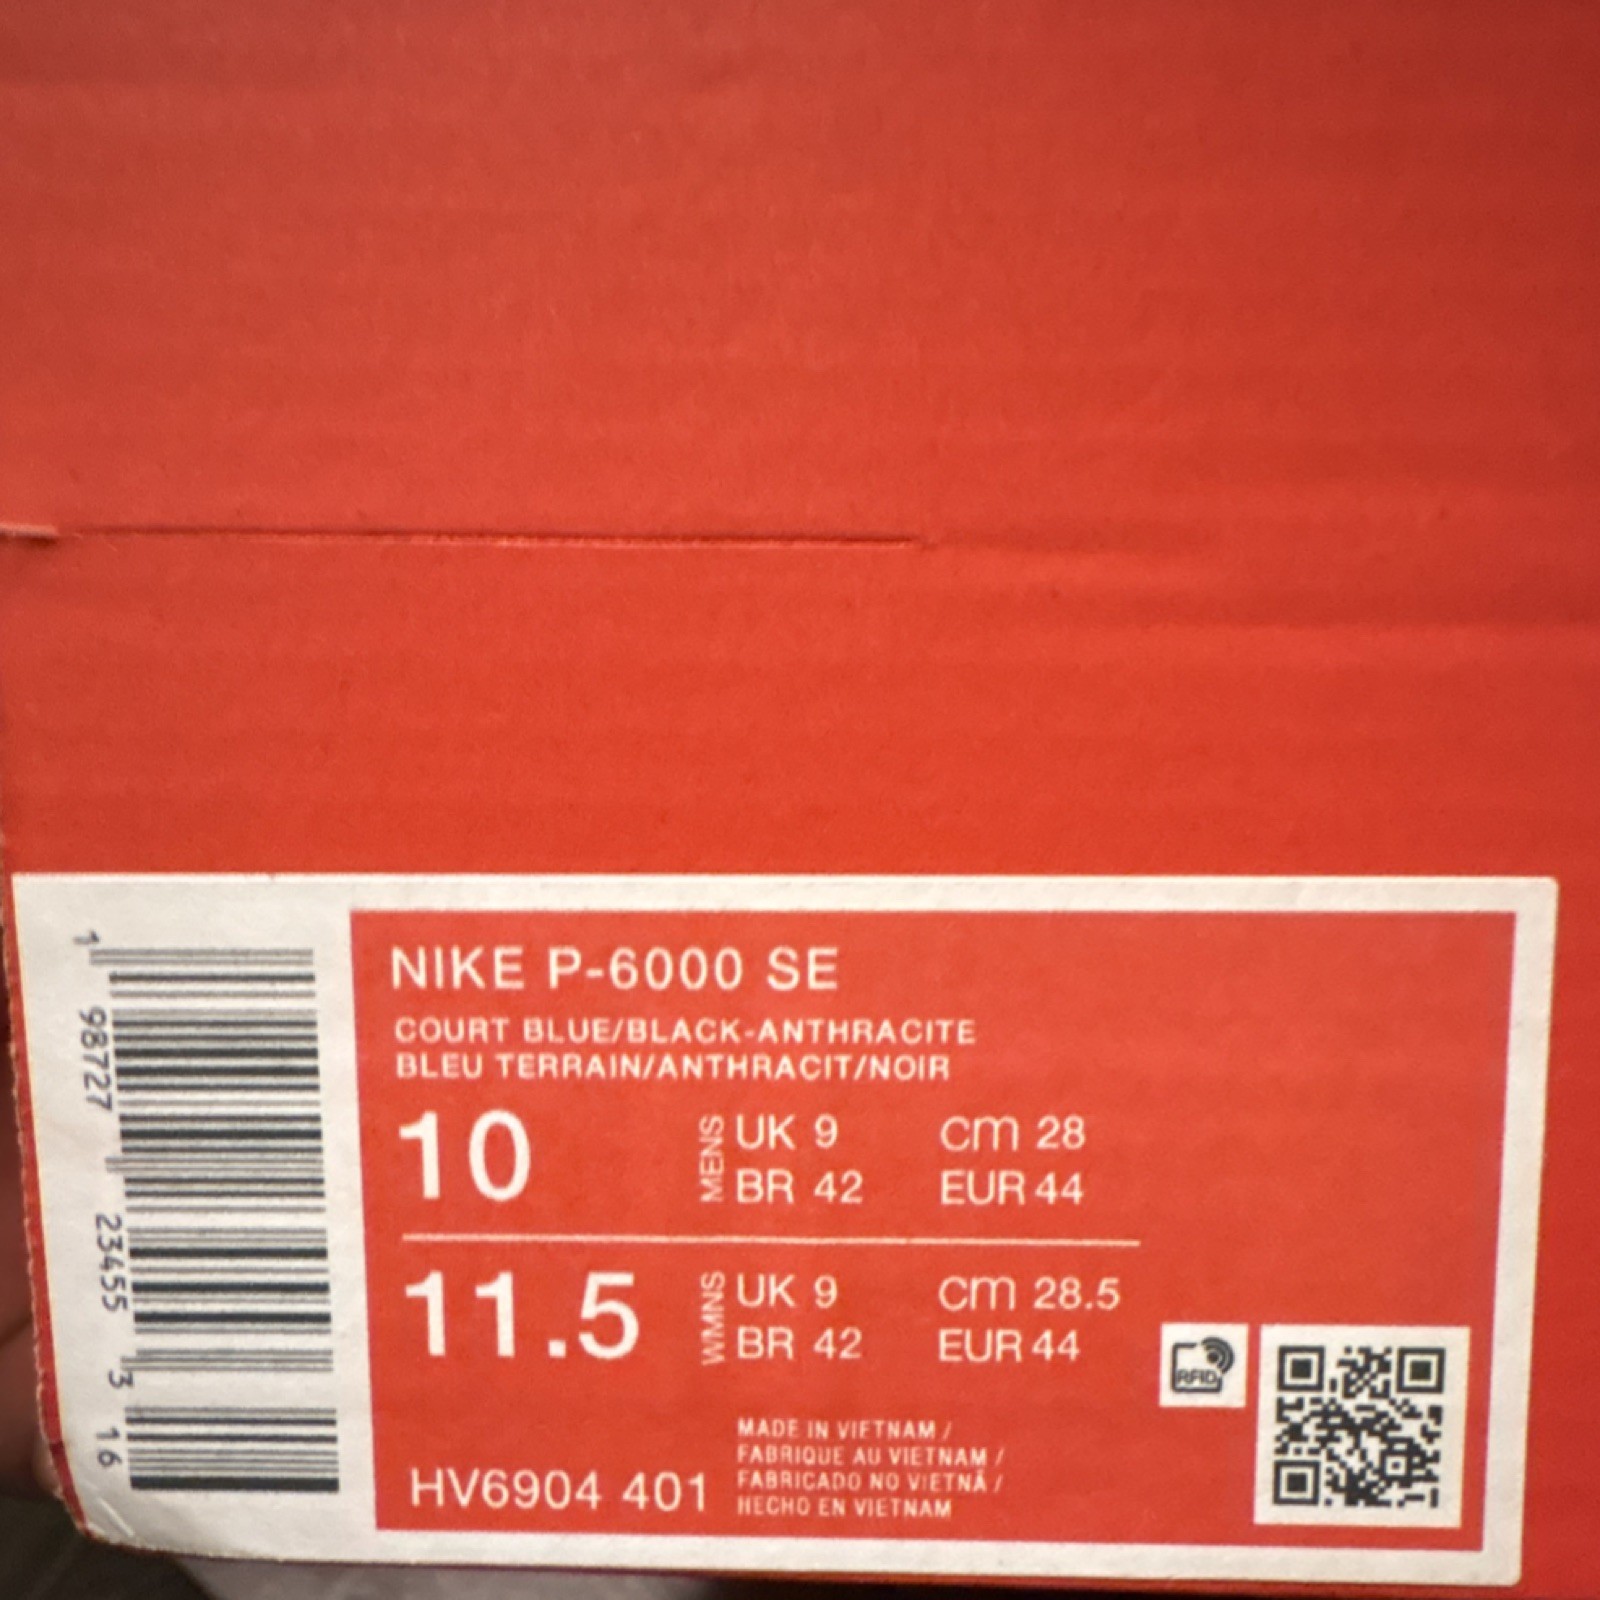 NIKE P-6000 SE
COURT BLUE/BLACK-ANTHRACITE
BLEU TERRAIN/ANTHRACIT/NOIR
10 MENS UK 9 CM 28
BR 42 EUR 44
11.5 WMNS UK 9 CM 28.5
BR 42 EUR 44
HV6904 401
MADE IN VIETNAM /
FABRIQUE AU VIETNAM /
FABRICADO NO VIETNÃ /
HECHO EN VIETNAM
RFID
1 98727 23455 3 16